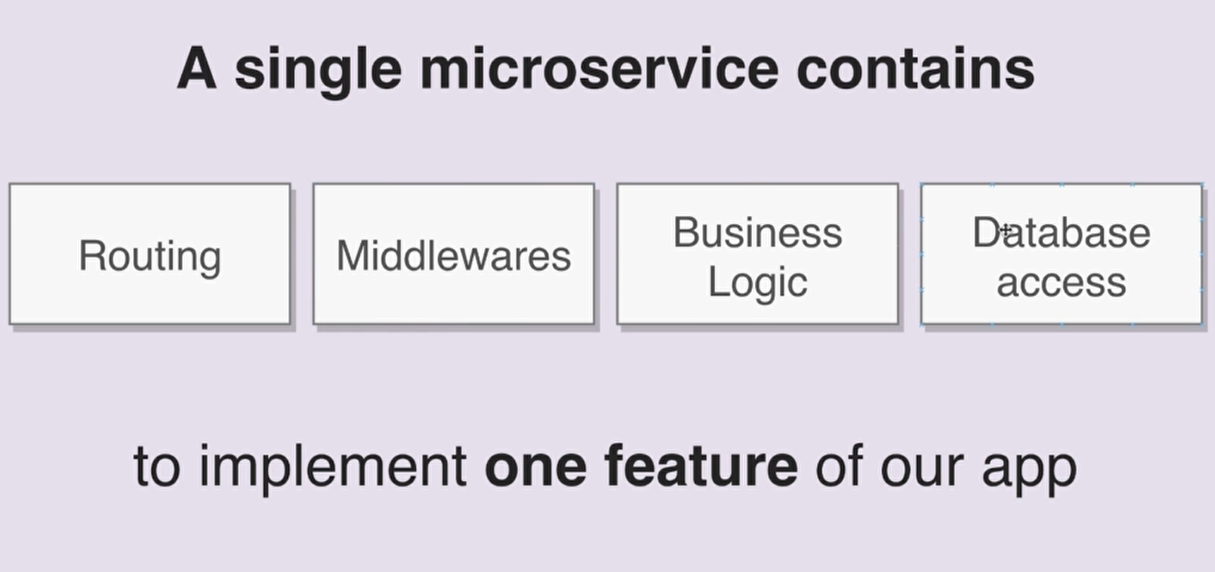 A single microservice contains
Routing
Middlewares
Business
Logic
Database
access
to implement one feature of our app